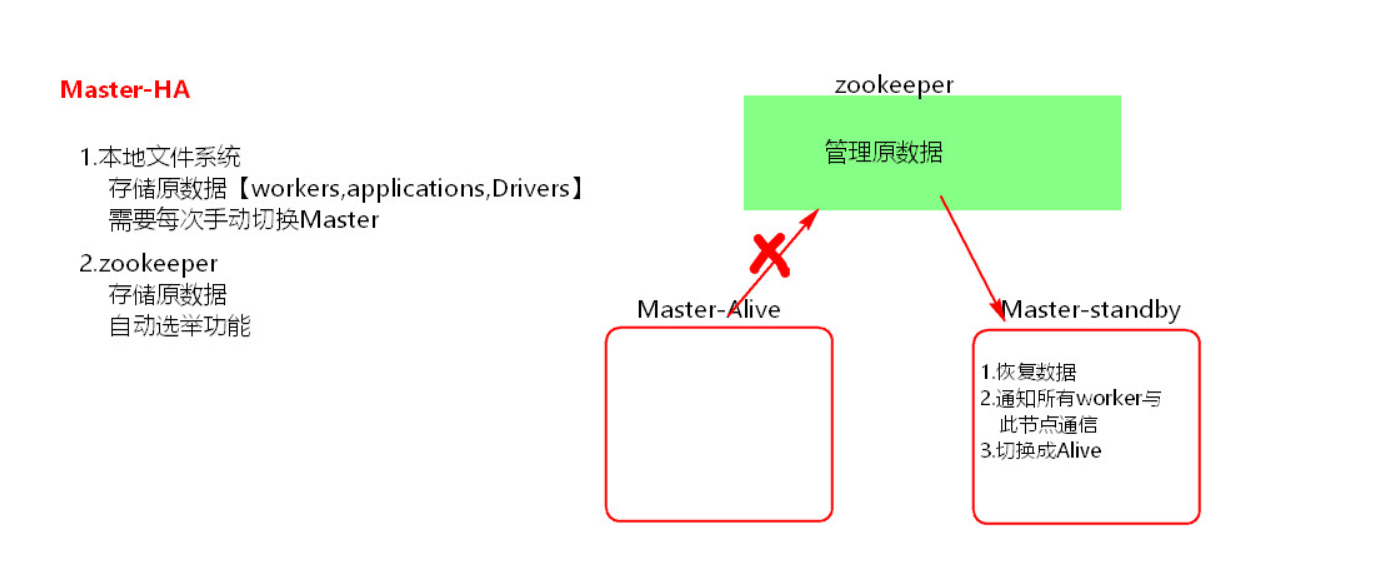 Master-HA
1.本地文件系统
存储原数据【workers,applications,Drivers】
需要每次手动切换Master
2.zookeeper
存储原数据
自动选举功能
zookeeper
管理原数据
Master-Alive
Master-standby
1.恢复数据
2.通知所有worker与
此节点通信
3.切换成Alive